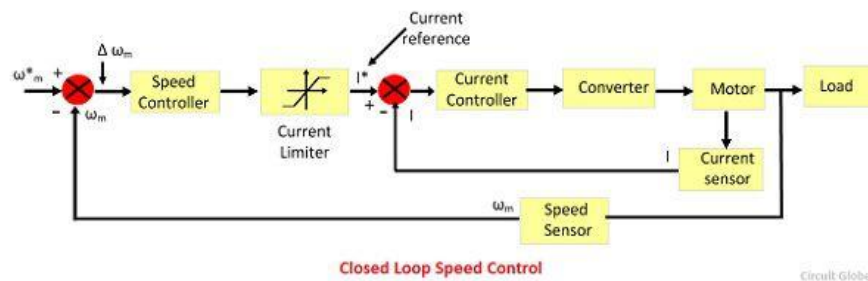 Current
reference
Δ ωₘ
ω*ₘ
+
−
ωₘ
Speed
Controller
Current
Limiter
I*
+
−
I
Current
Controller
Converter
Motor
Load
I
Current
sensor
ωₘ
Speed
Sensor
Closed Loop Speed Control
Circuit Globe